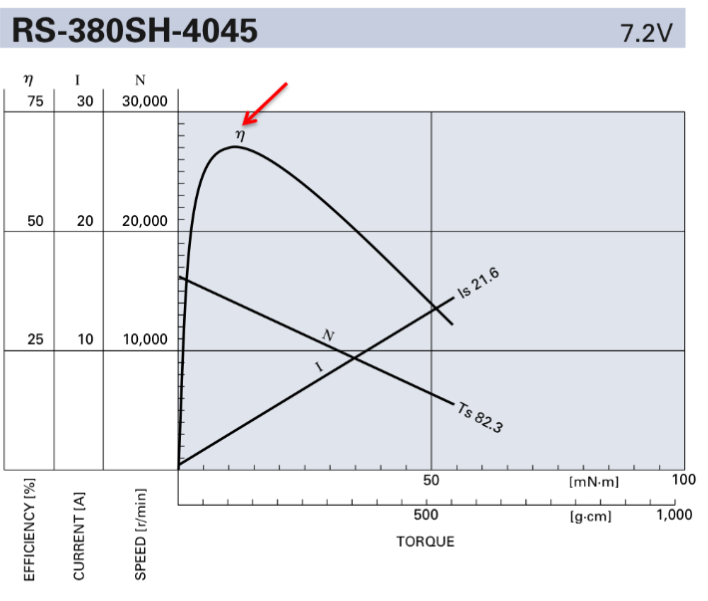 RS-380SH-4045 7.2V
η I N
75 30 30,000
η
50 20 20,000
Is 21.6
N
25 10 10,000
I
Ts 82.3
50 [mN·m] 100
500 [g·cm] 1,000
TORQUE
EFFICIENCY [%]
CURRENT [A]
SPEED [r/min]